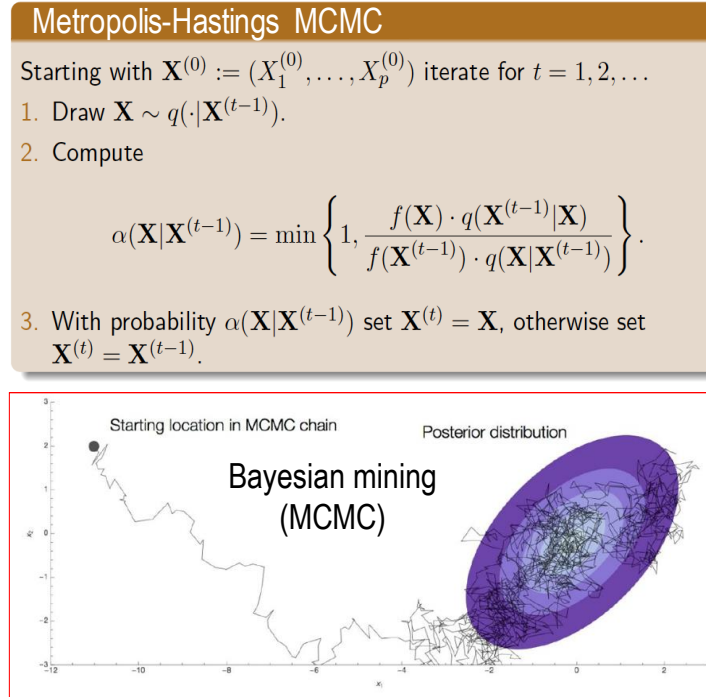 Metropolis-Hastings MCMC
Starting with X^(0) := (X_1^(0), . . . , X_p^(0)) iterate for t = 1, 2, . . .
1. Draw X ∼ q(·|X^(t−1)).
2. Compute
α(X|X^(t−1)) = min { 1, f(X) · q(X^(t−1)|X) / f(X^(t−1)) · q(X|X^(t−1)) } .
3. With probability α(X|X^(t−1)) set X^(t) = X, otherwise set
X^(t) = X^(t−1).
Starting location in MCMC chain
Posterior distribution
Bayesian mining
(MCMC)
3
2
1
0
−1
−2
−3
x_2
−12 −10 −8 −6 −4 −2 0 2
x_1